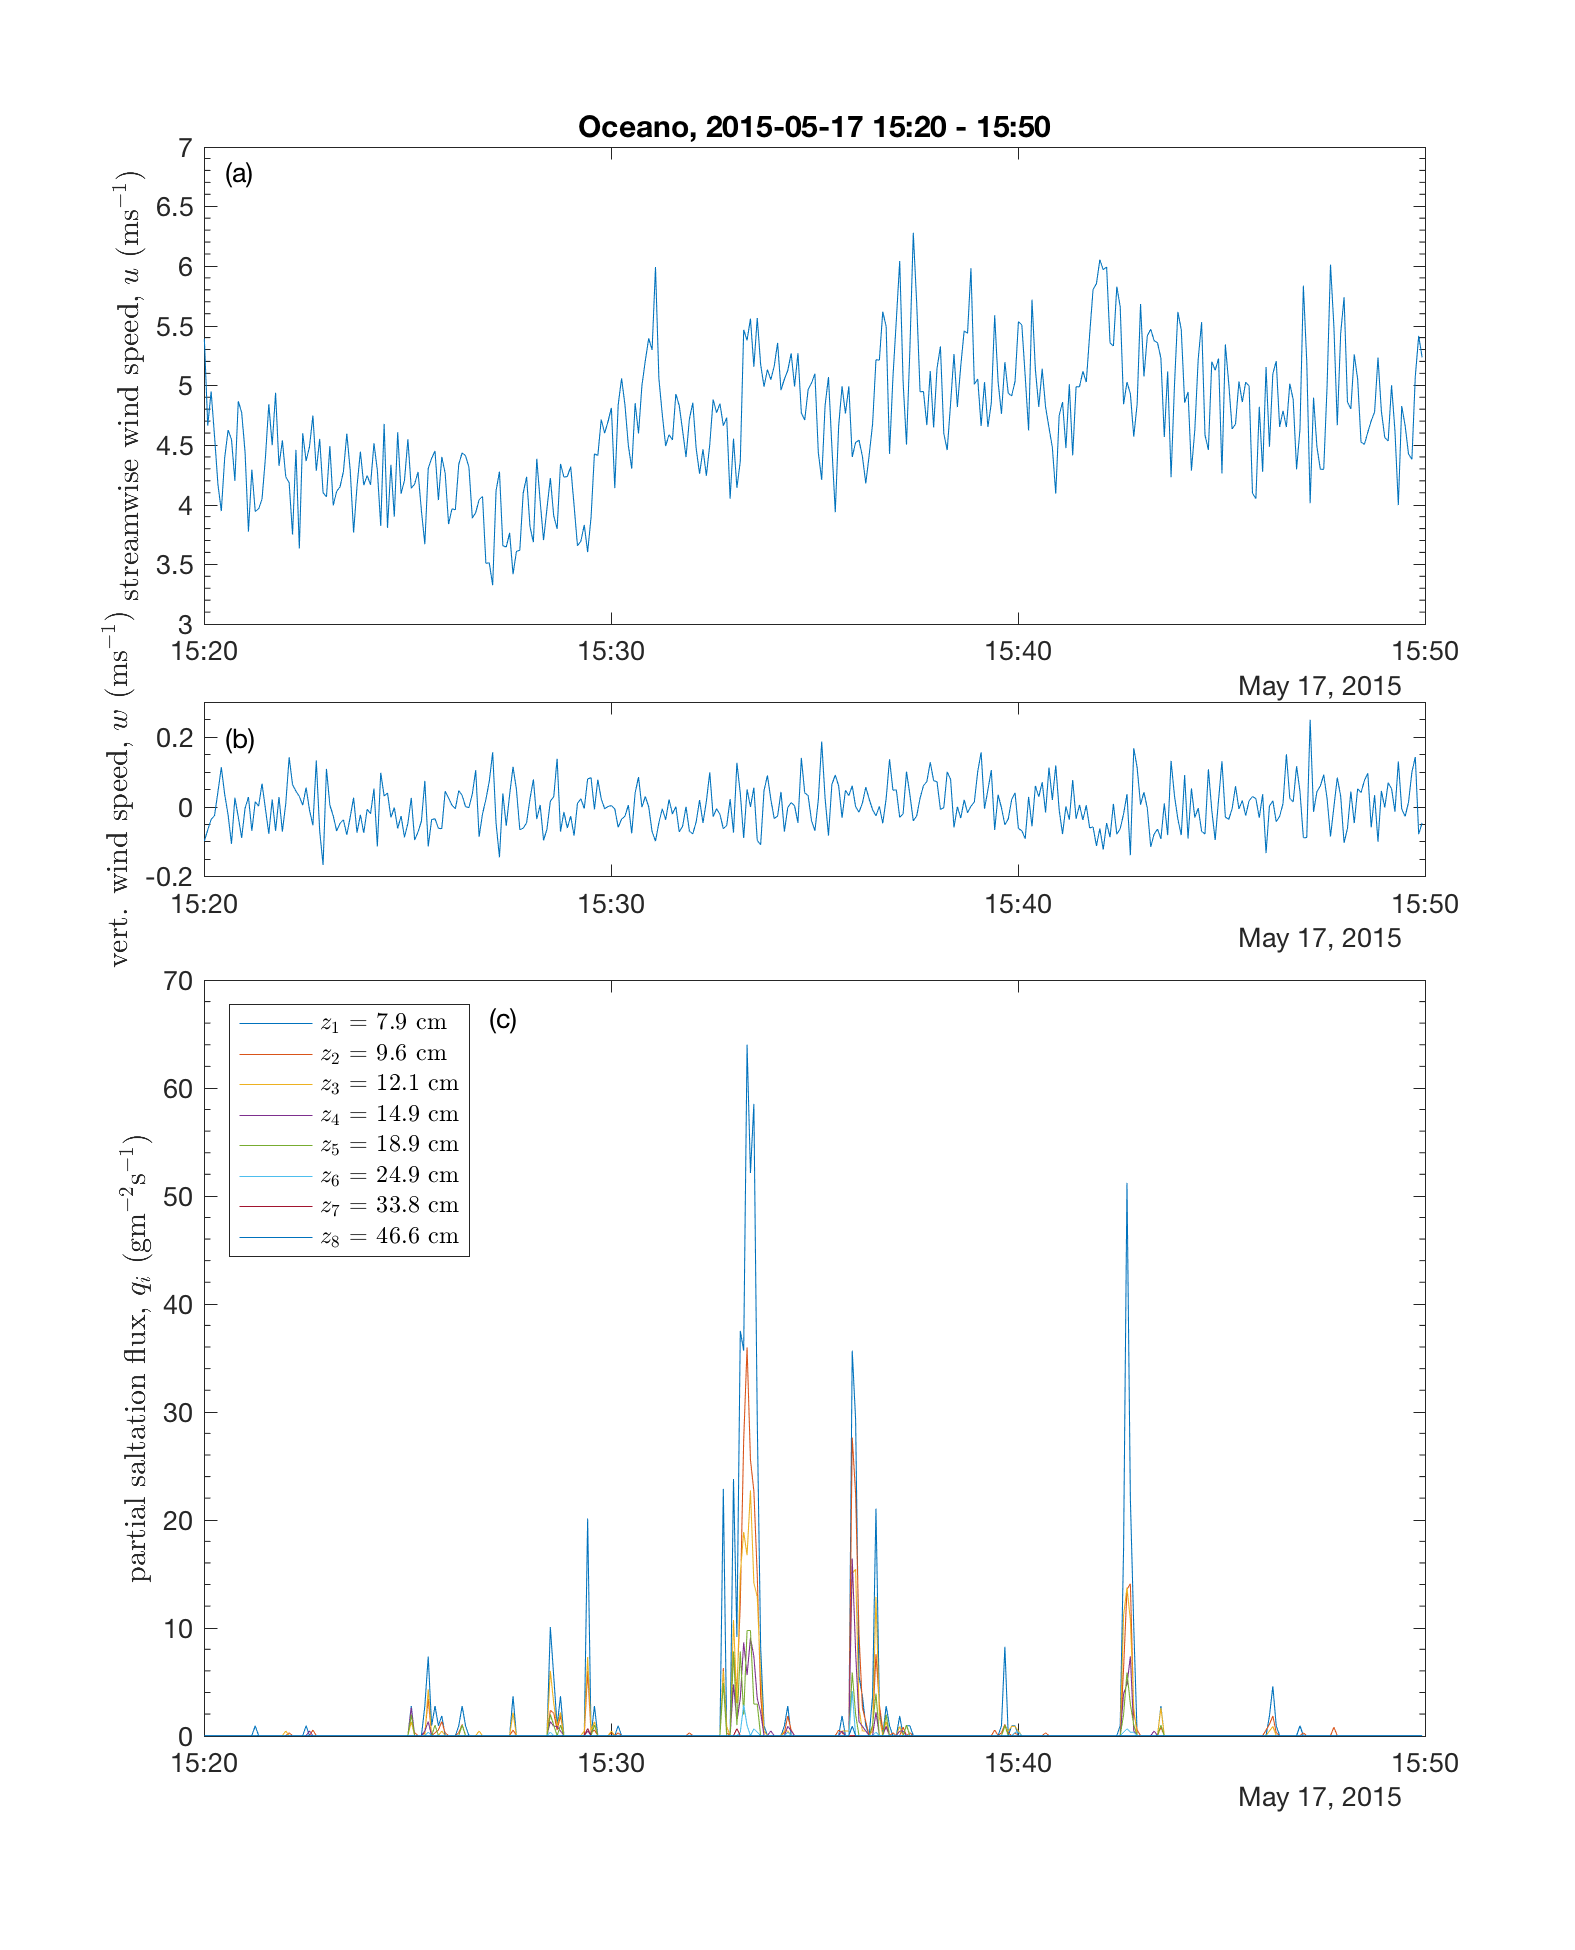 Oceano, 2015-05-17 15:20 - 15:50
(a)
streamwise wind speed, u (ms⁻¹)
7
6.5
6
5.5
5
4.5
4
3.5
3
15:20 15:30 15:40 15:50
May 17, 2015
(b)
vert. wind speed, w (ms⁻¹)
0.2
0
-0.2
15:20 15:30 15:40 15:50
May 17, 2015
(c)
partial saltation flux, qᵢ (gm⁻²s⁻¹)
70
60
50
40
30
20
10
0
z₁ = 7.9 cm
z₂ = 9.6 cm
z₃ = 12.1 cm
z₄ = 14.9 cm
z₅ = 18.9 cm
z₆ = 24.9 cm
z₇ = 33.8 cm
z₈ = 46.6 cm
15:20 15:30 15:40 15:50
May 17, 2015